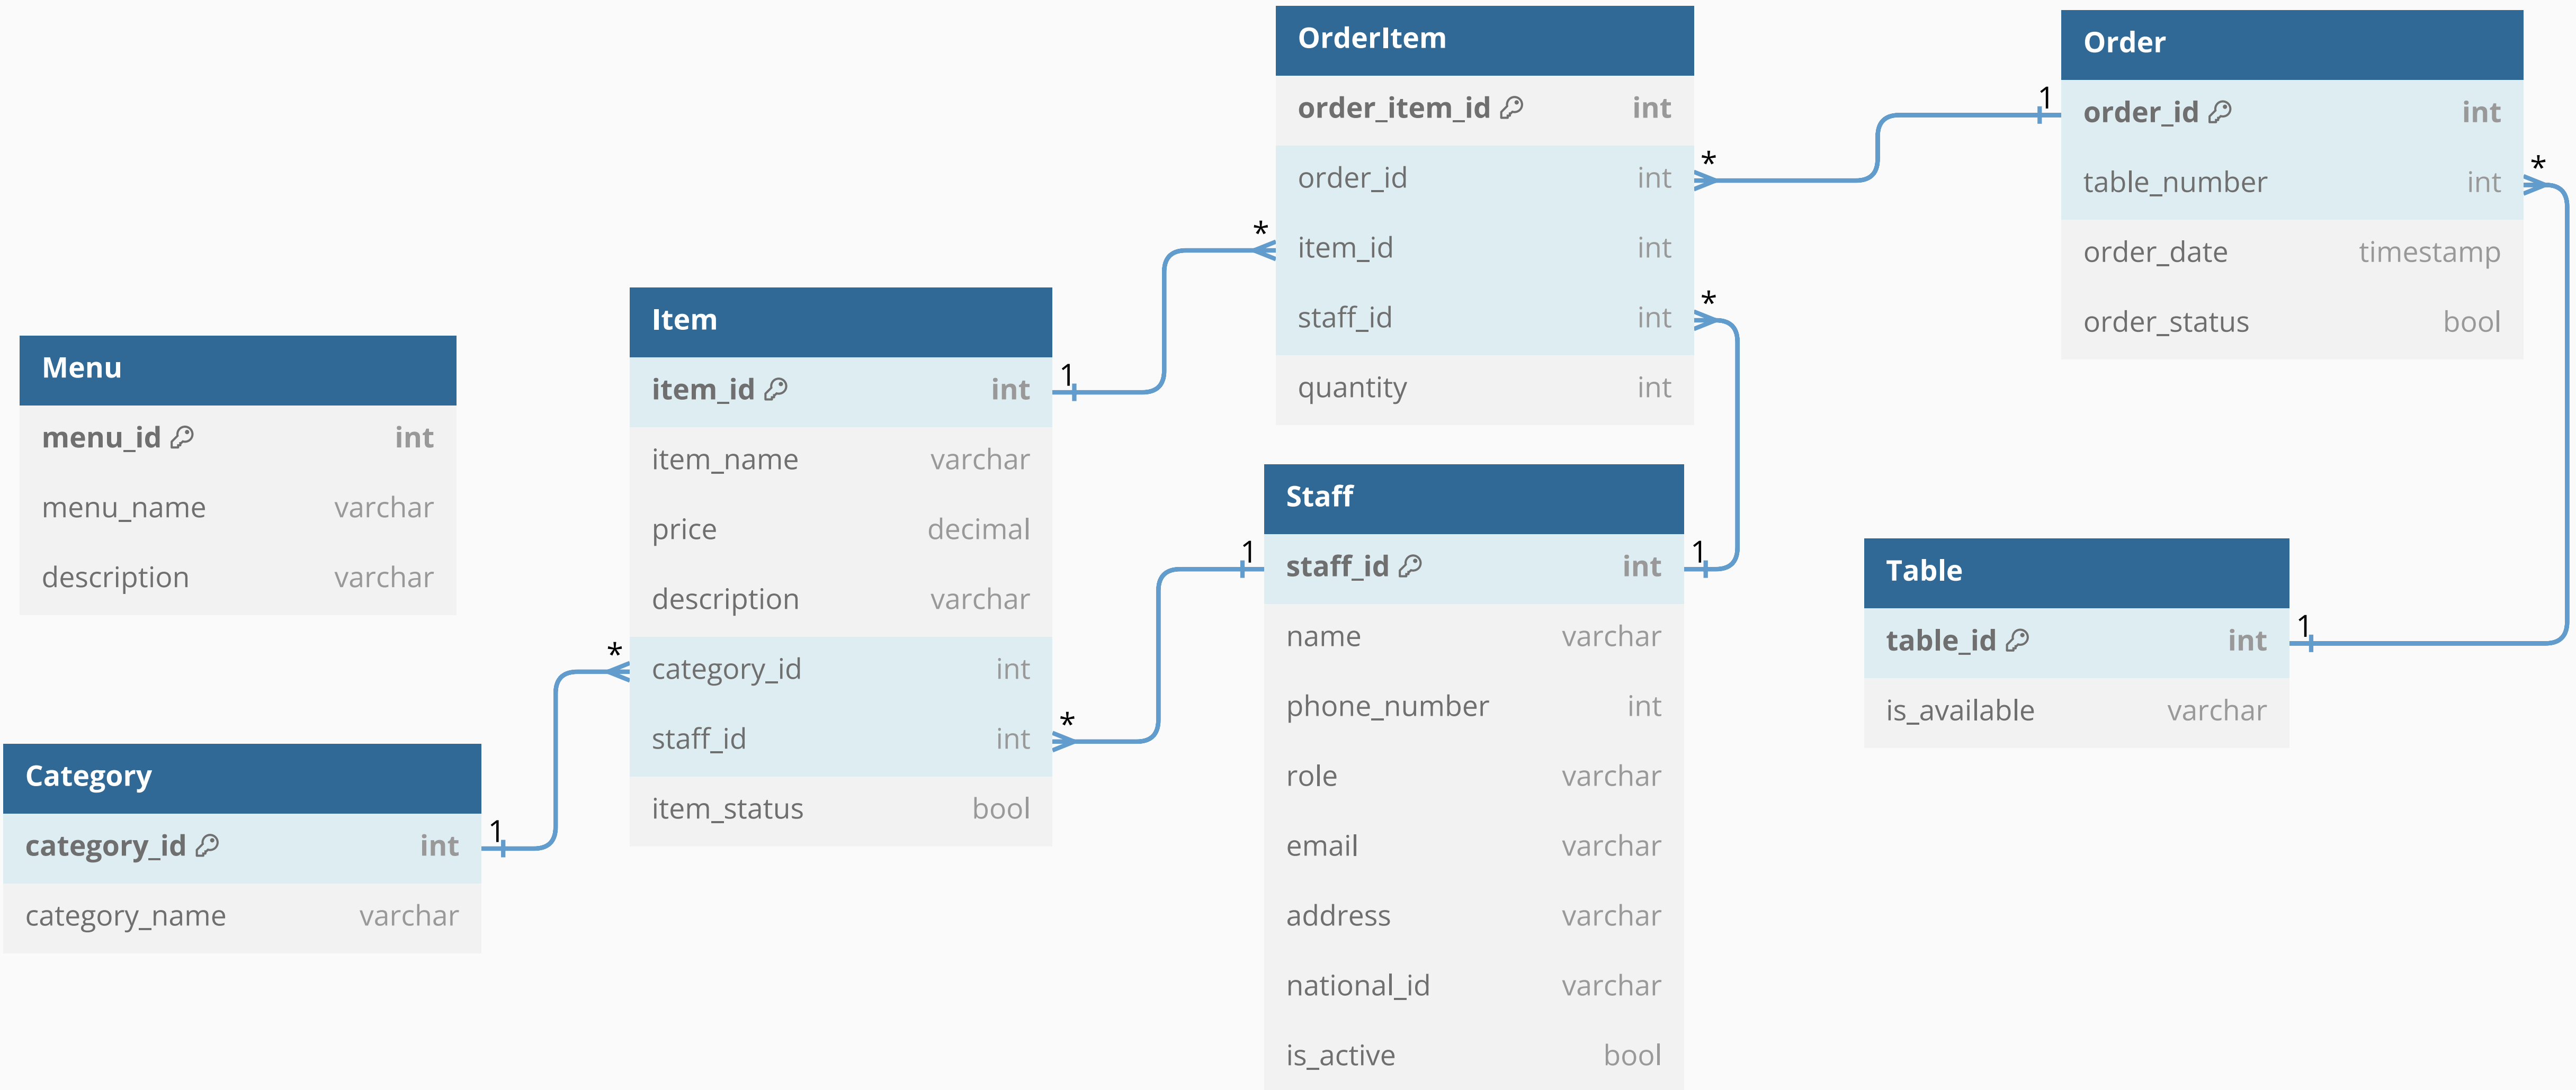 Menu
menu_id int
menu_name varchar
description varchar
Category
category_id int
category_name varchar
1
Item
item_id int
item_name varchar
price decimal
description varchar
category_id int
staff_id int
item_status bool
1
*
*
OrderItem
order_item_id int
order_id int
item_id int
staff_id int
quantity int
*
*
*
Staff
staff_id int
name varchar
phone_number int
role varchar
email varchar
address varchar
national_id varchar
is_active bool
1
1
Order
order_id int
table_number int
order_date timestamp
order_status bool
1
*
Table
table_id int
is_available varchar
1